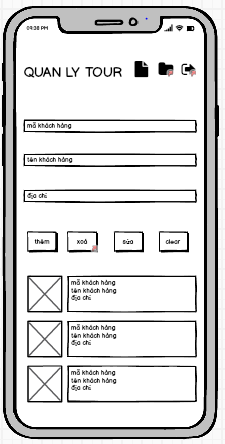 09:38 PM
QUAN LY TOUR
mã khách hàng
tên khách hàng
địa chỉ
thêm xoá sửa clear
mã khách hàng
tên khách hàng
địa chỉ
mã khách hàng
tên khách hàng
địa chỉ
mã khách hàng
tên khách hàng
địa chỉ